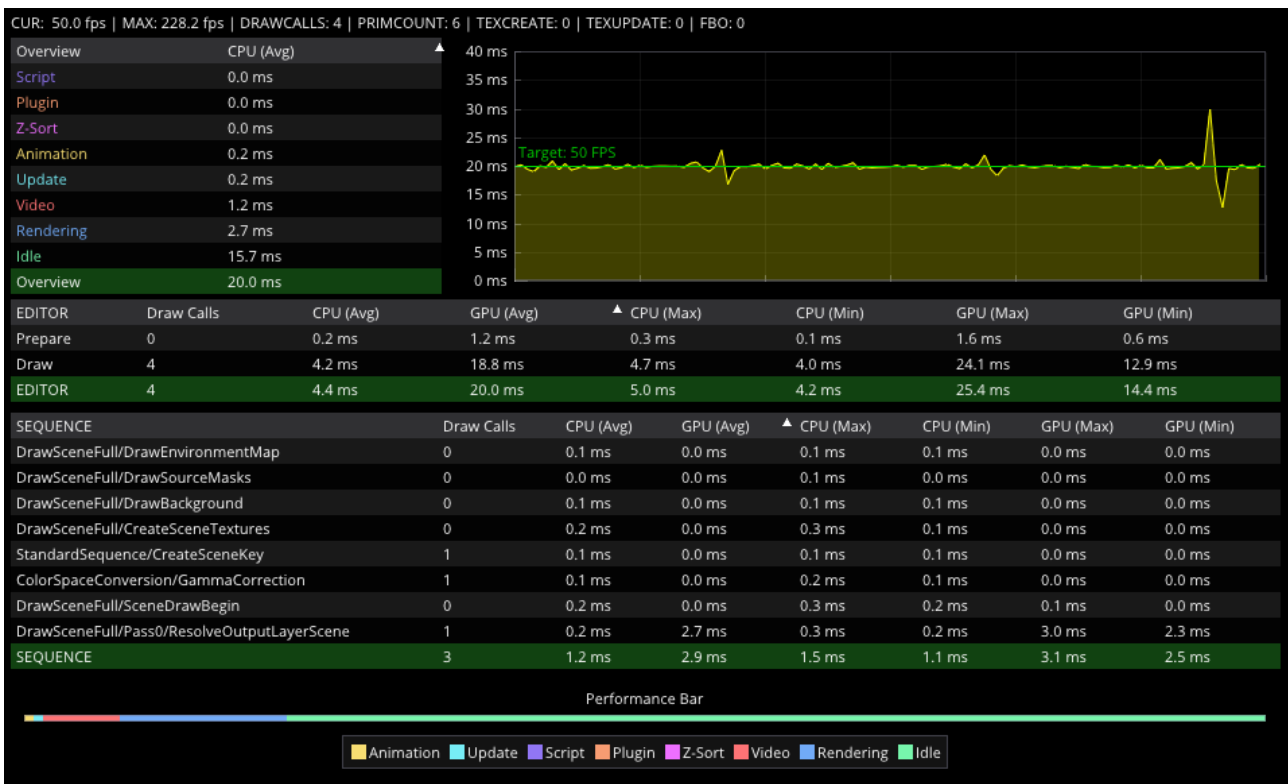 CUR: 50.0 fps | MAX: 228.2 fps | DRAWCALLS: 4 | PRIMCOUNT: 6 | TEXCREATE: 0 | TEXUPDATE: 0 | FBO: 0
Overview CPU (Avg)
Script 0.0 ms
Plugin 0.0 ms
Z-Sort 0.0 ms
Animation 0.2 ms
Update 0.2 ms
Video 1.2 ms
Rendering 2.7 ms
Idle 15.7 ms
Overview 20.0 ms
40 ms
35 ms
30 ms
25 ms
Target: 50 FPS
20 ms
15 ms
10 ms
5 ms
0 ms
EDITOR Draw Calls CPU (Avg) GPU (Avg) CPU (Max) CPU (Min) GPU (Max) GPU (Min)
Prepare 0 0.2 ms 1.2 ms 0.3 ms 0.1 ms 1.6 ms 0.6 ms
Draw 4 4.2 ms 18.8 ms 4.7 ms 4.0 ms 24.1 ms 12.9 ms
EDITOR 4 4.4 ms 20.0 ms 5.0 ms 4.2 ms 25.4 ms 14.4 ms
SEQUENCE Draw Calls CPU (Avg) GPU (Avg) CPU (Max) CPU (Min) GPU (Max) GPU (Min)
DrawSceneFull/DrawEnvironmentMap 0 0.1 ms 0.0 ms 0.1 ms 0.1 ms 0.0 ms 0.0 ms
DrawSceneFull/DrawSourceMasks 0 0.0 ms 0.0 ms 0.1 ms 0.0 ms 0.0 ms 0.0 ms
DrawSceneFull/DrawBackground 0 0.1 ms 0.0 ms 0.1 ms 0.1 ms 0.0 ms 0.0 ms
DrawSceneFull/CreateSceneTextures 0 0.2 ms 0.0 ms 0.3 ms 0.1 ms 0.0 ms 0.0 ms
StandardSequence/CreateSceneKey 1 0.1 ms 0.0 ms 0.1 ms 0.1 ms 0.0 ms 0.0 ms
ColorSpaceConversion/GammaCorrection 1 0.1 ms 0.0 ms 0.2 ms 0.1 ms 0.0 ms 0.0 ms
DrawSceneFull/SceneDrawBegin 0 0.2 ms 0.0 ms 0.3 ms 0.2 ms 0.1 ms 0.0 ms
DrawSceneFull/Pass0/ResolveOutputLayerScene 1 0.2 ms 2.7 ms 0.3 ms 0.2 ms 3.0 ms 2.3 ms
SEQUENCE 3 1.2 ms 2.9 ms 1.5 ms 1.1 ms 3.1 ms 2.5 ms
Performance Bar
Animation Update Script Plugin Z-Sort Video Rendering Idle